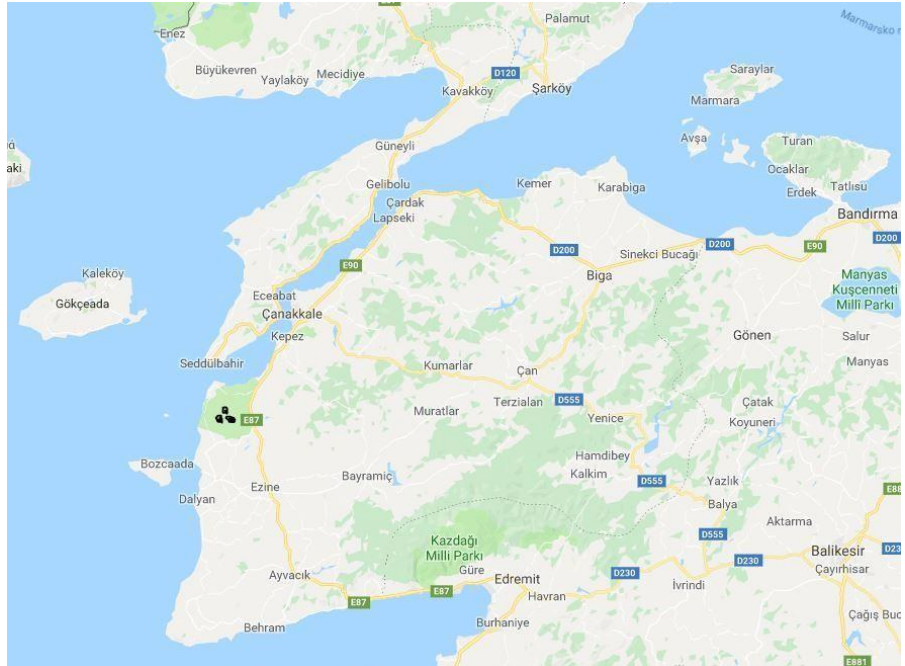 Enez
Palamut
Marmarsko
Büyükevren
Yaylaköy
Mecidiye
D120
Kavakköy
Şarköy
Saraylar
Marmara
Avşa
Turan
Ocaklar
Erdek
Tatlısu
Bandırma
D200
aki
Güneyli
Gelibolu
Çardak
Lapseki
Kemer
Karabiga
D200
Sinekci Bucağı
D200
E90
E90
Biga
Manyas
Kuşcenneti
Milli Parkı
Kaleköy
Gökçeada
Eceabat
Çanakkale
Kepez
Gönen
Salur
Manyas
Seddülbahir
Kumarlar
Çan
Terzialan
D555
Yenice
Çatak
Koyuneri
Muratlar
E87
Hamdibey
Kalkim
D555
Yazlık
Balya
Bozcaada
Dalyan
Ezine
Bayramiç
Aktarma
D555
Kazdağı
Milli Parkı
Güre
Ayvacık
E87
E87
Edremit
Havran
D230
İvrindi
D230
Balikesir
Çayırhisar
Behram
Burhaniye
Çağış Buc
E881